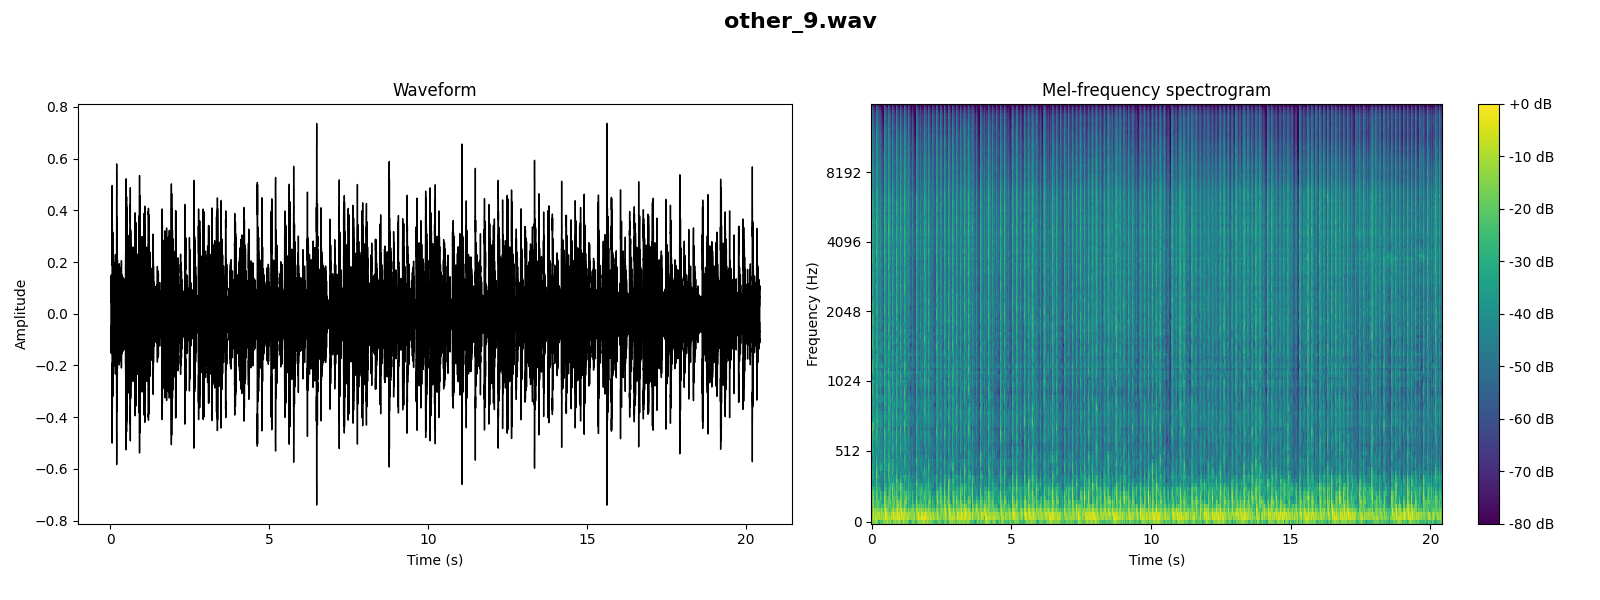 other_9.wav
Waveform
Mel-frequency spectrogram
0.8
0.6
0.4
0.2
0.0
−0.2
−0.4
−0.6
−0.8
Amplitude
0
5
10
15
20
Time (s)
8192
4096
2048
1024
512
0
Frequency (Hz)
0
5
10
15
20
Time (s)
+0 dB
-10 dB
-20 dB
-30 dB
-40 dB
-50 dB
-60 dB
-70 dB
-80 dB